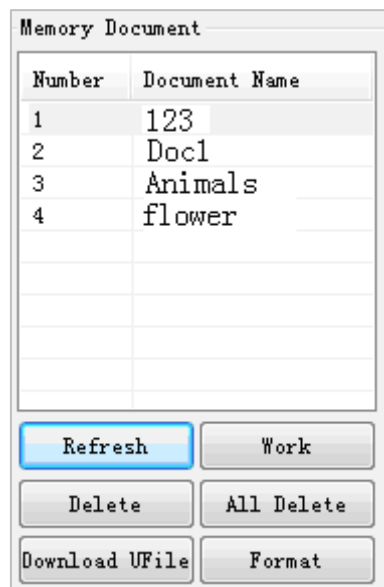 Memory Document
Number Document Name
1 123
2 Doc1
3 Animals
4 flower
Refresh Work
Delete All Delete
Download UFile Format